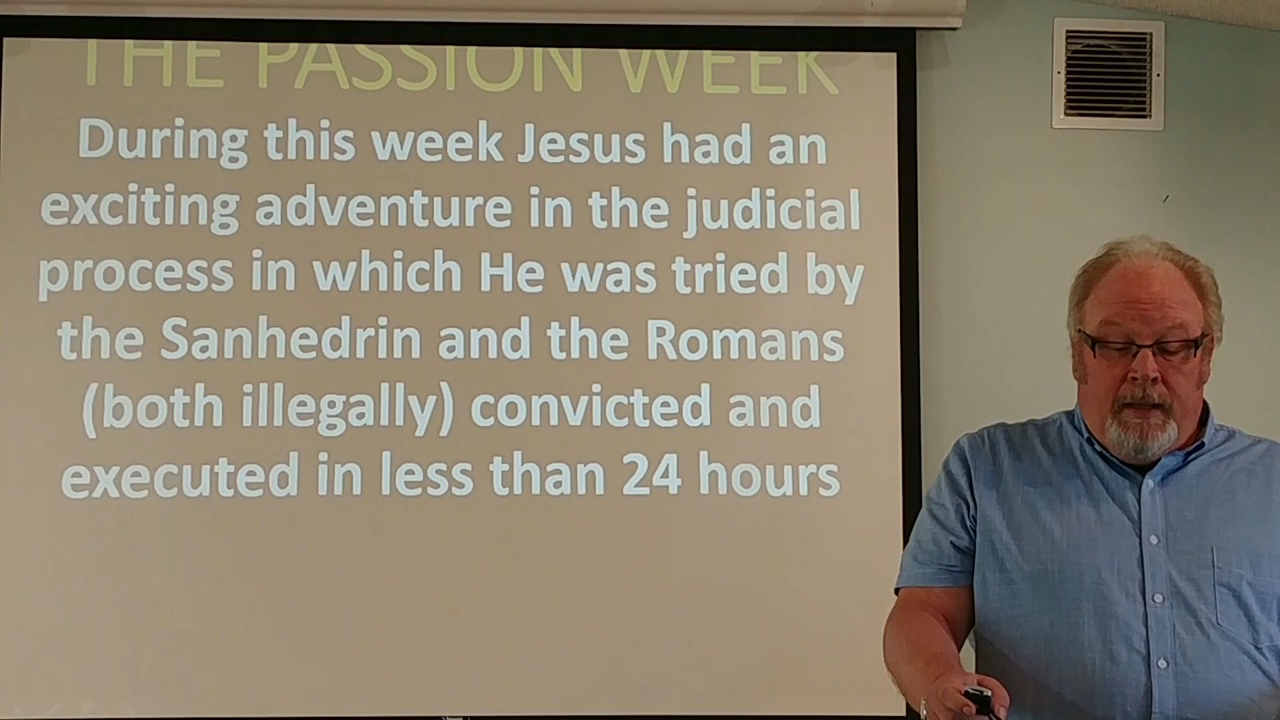 THE PASSION WEEK
During this week Jesus had an
exciting adventure in the judicial
process in which He was tried by
the Sanhedrin and the Romans
(both illegally) convicted and
executed in less than 24 hours